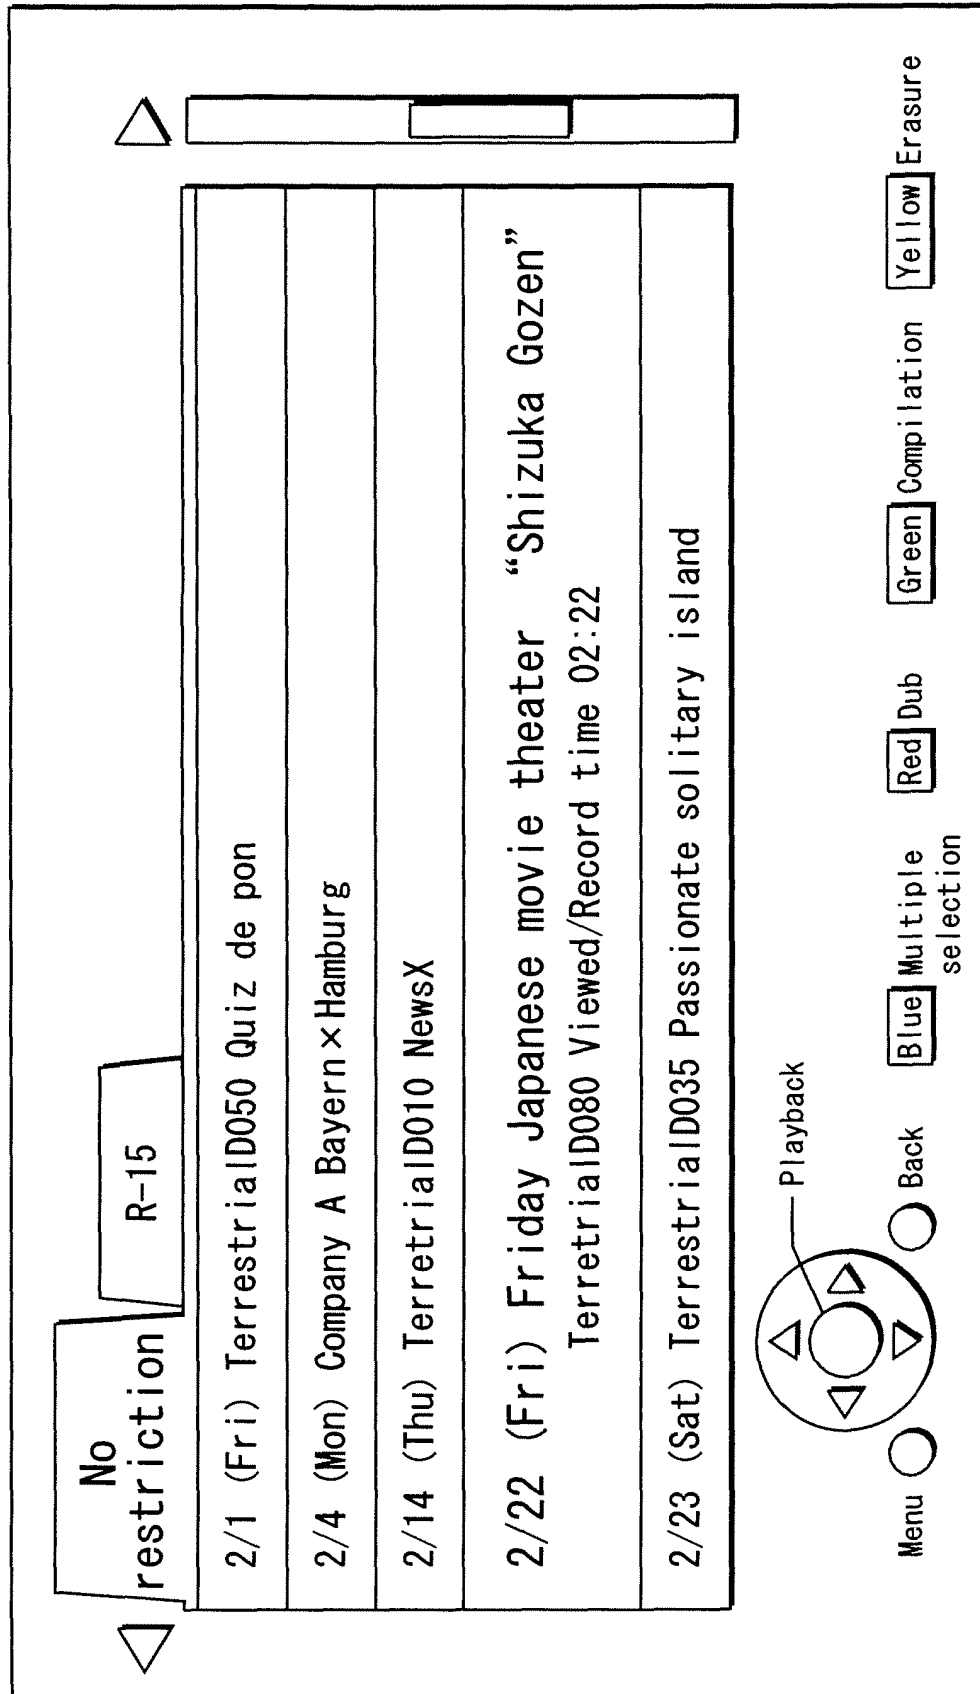 No
restriction
R-15
2/1 (Fri) TerrestrialD050 Quiz de pon
2/4 (Mon) Company A Bayern×Hamburg
2/14 (Thu) TerretrialD010 NewsX
2/22 (Fri) Friday Japanese movie theater “Shizuka Gozen”
TerretrialD080 Viewed/Record time 02:22
2/23 (Sat) TerrestrialD035 Passionate solitary island
Playback
Menu Back Blue Multiple selection Red Dub Green Compilation Yellow Erasure